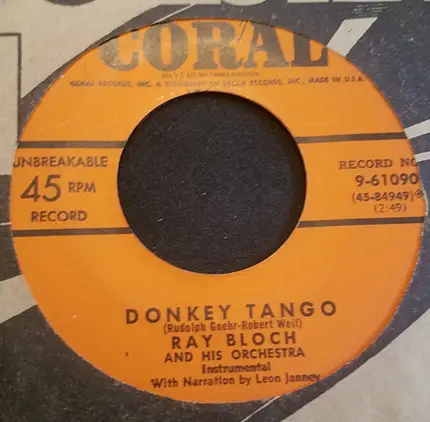 CORAL
CORAL RECORDS, INC. A SUBSIDIARY OF DECCA RECORDS, INC., MADE IN U.S.A.
UNBREAKABLE
45 RPM
RECORD
RECORD NO
9-61090
(45-84949)
(2:49)
DONKEY TANGO
(Rudolph Goehr-Robert Weil)
RAY BLOCH
AND HIS ORCHESTRA
Instrumental
With Narration by Leon Janney